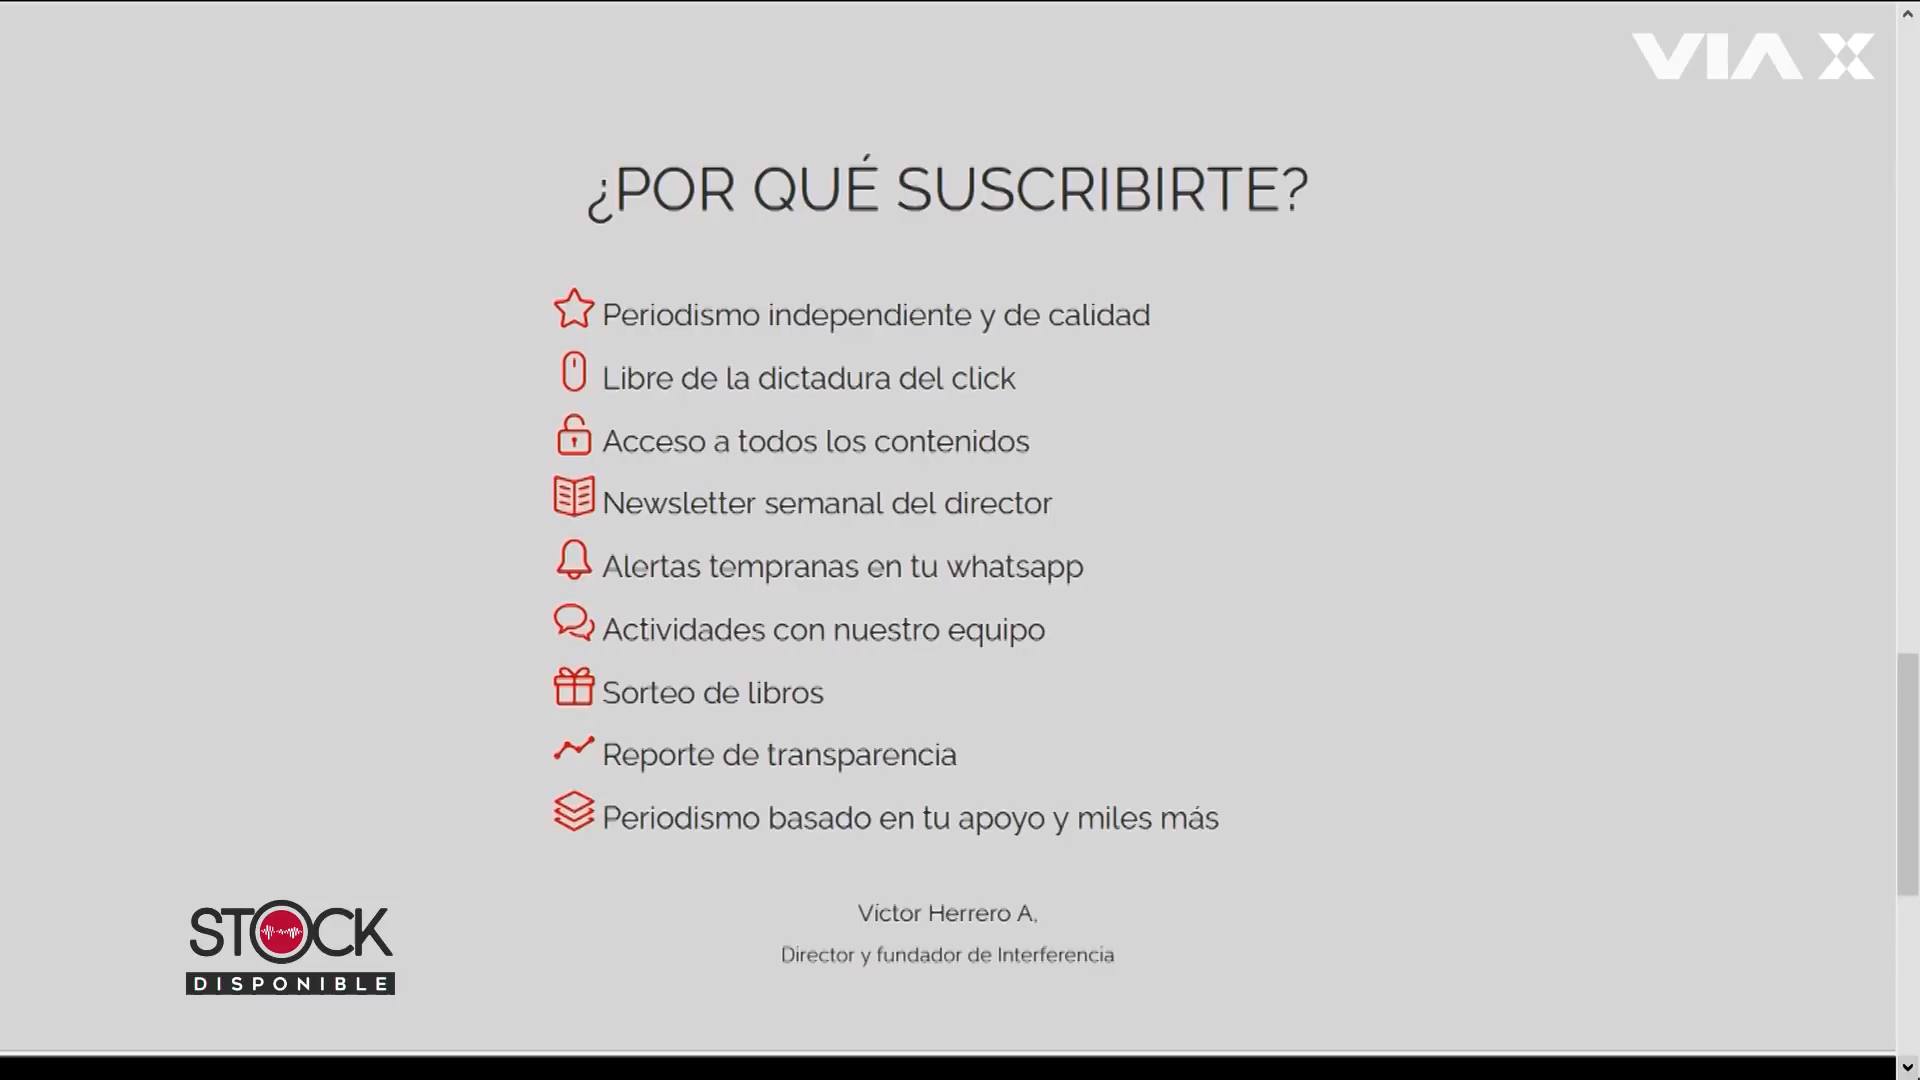 VIA X
¿POR QUÉ SUSCRIBIRTE?
Periodismo independiente y de calidad
Libre de la dictadura del click
Acceso a todos los contenidos
Newsletter semanal del director
Alertas tempranas en tu whatsapp
Actividades con nuestro equipo
Sorteo de libros
Reporte de transparencia
Periodismo basado en tu apoyo y miles más
Víctor Herrero A,
Director y fundador de Interferencia
STOCK
DISPONIBLE